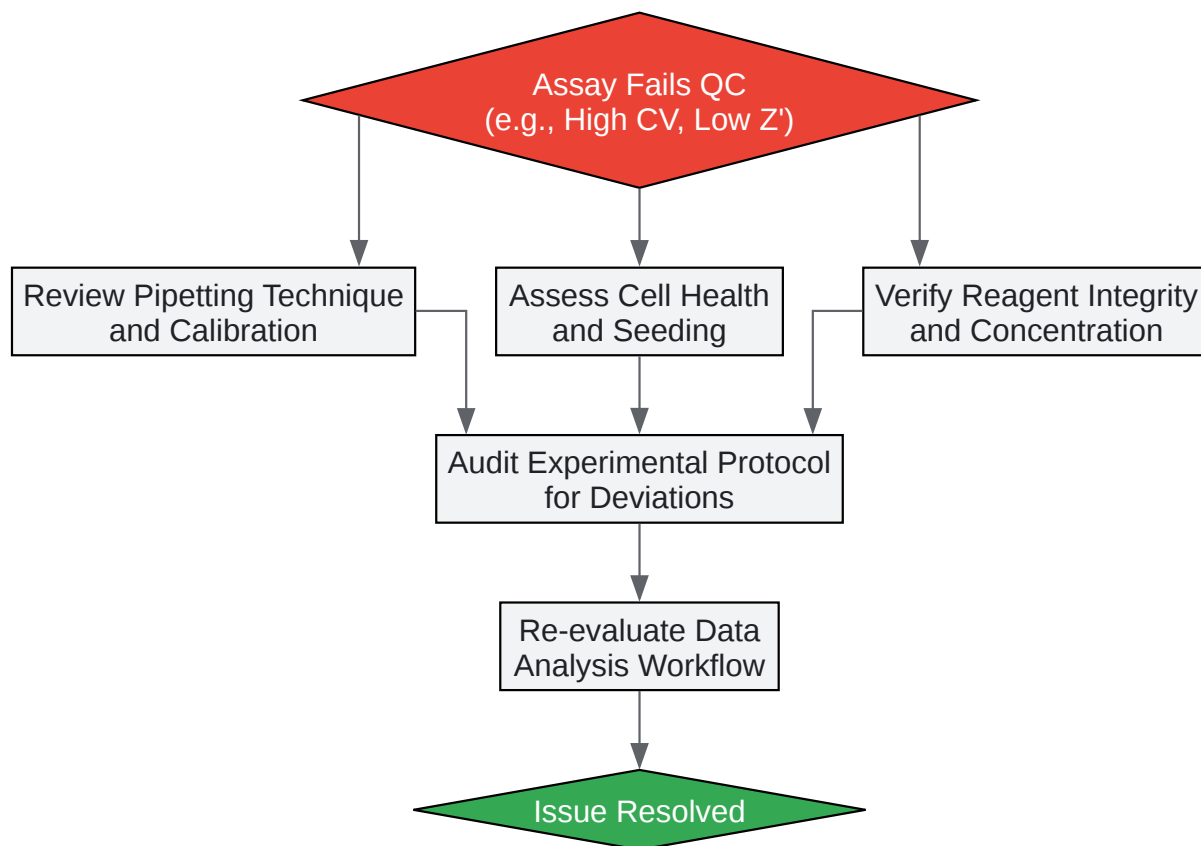 Assay Fails QC
(e.g., High CV, Low Z')
Review Pipetting Technique
and Calibration
Assess Cell Health
and Seeding
Verify Reagent Integrity
and Concentration
Audit Experimental Protocol
for Deviations
Re-evaluate Data
Analysis Workflow
Issue Resolved